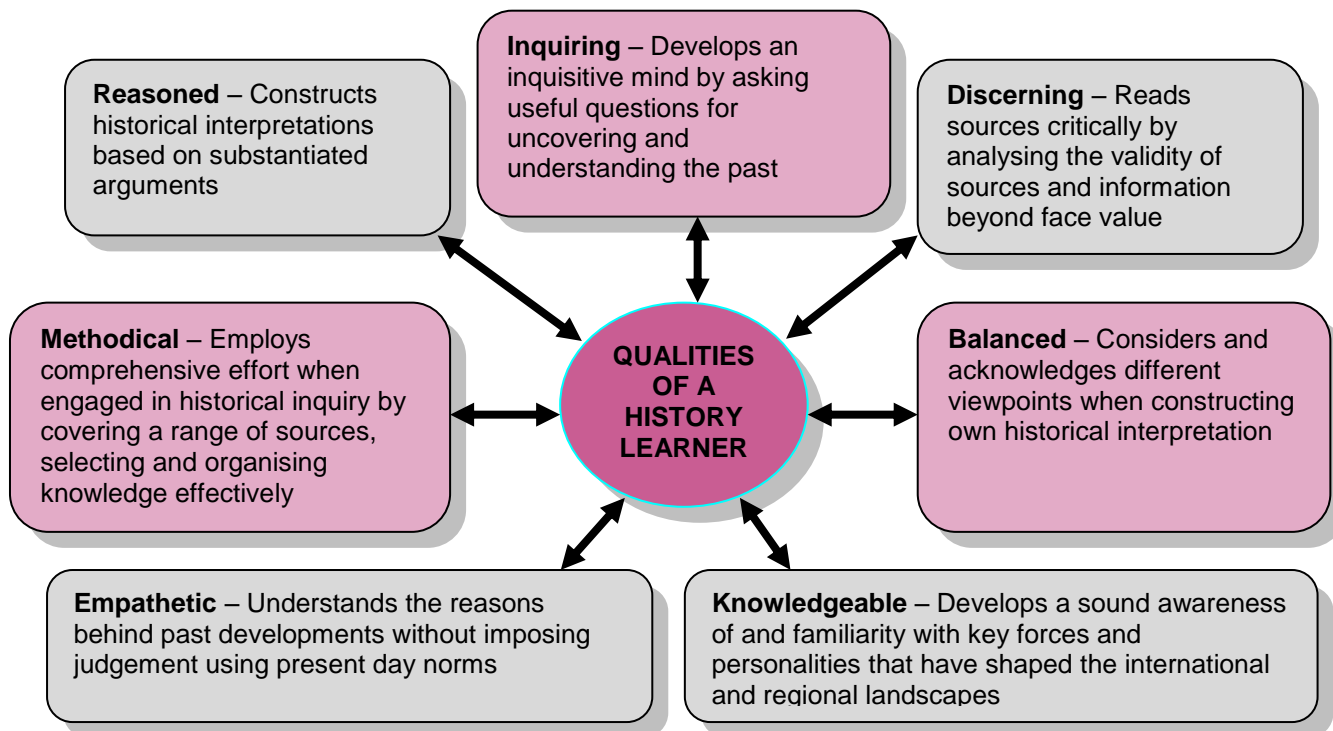 Inquiring – Develops an
inquisitive mind by asking
useful questions for
uncovering and
understanding the past
Reasoned – Constructs
historical interpretations
based on substantiated
arguments
Discerning – Reads
sources critically by
analysing the validity of
sources and information
beyond face value
Methodical – Employs
comprehensive effort when
engaged in historical inquiry by
covering a range of sources,
selecting and organising
knowledge effectively
QUALITIES
OF A
HISTORY
LEARNER
Balanced – Considers and
acknowledges different
viewpoints when constructing
own historical interpretation
Empathetic – Understands the reasons
behind past developments without imposing
judgement using present day norms
Knowledgeable – Develops a sound awareness
of and familiarity with key forces and
personalities that have shaped the international
and regional landscapes